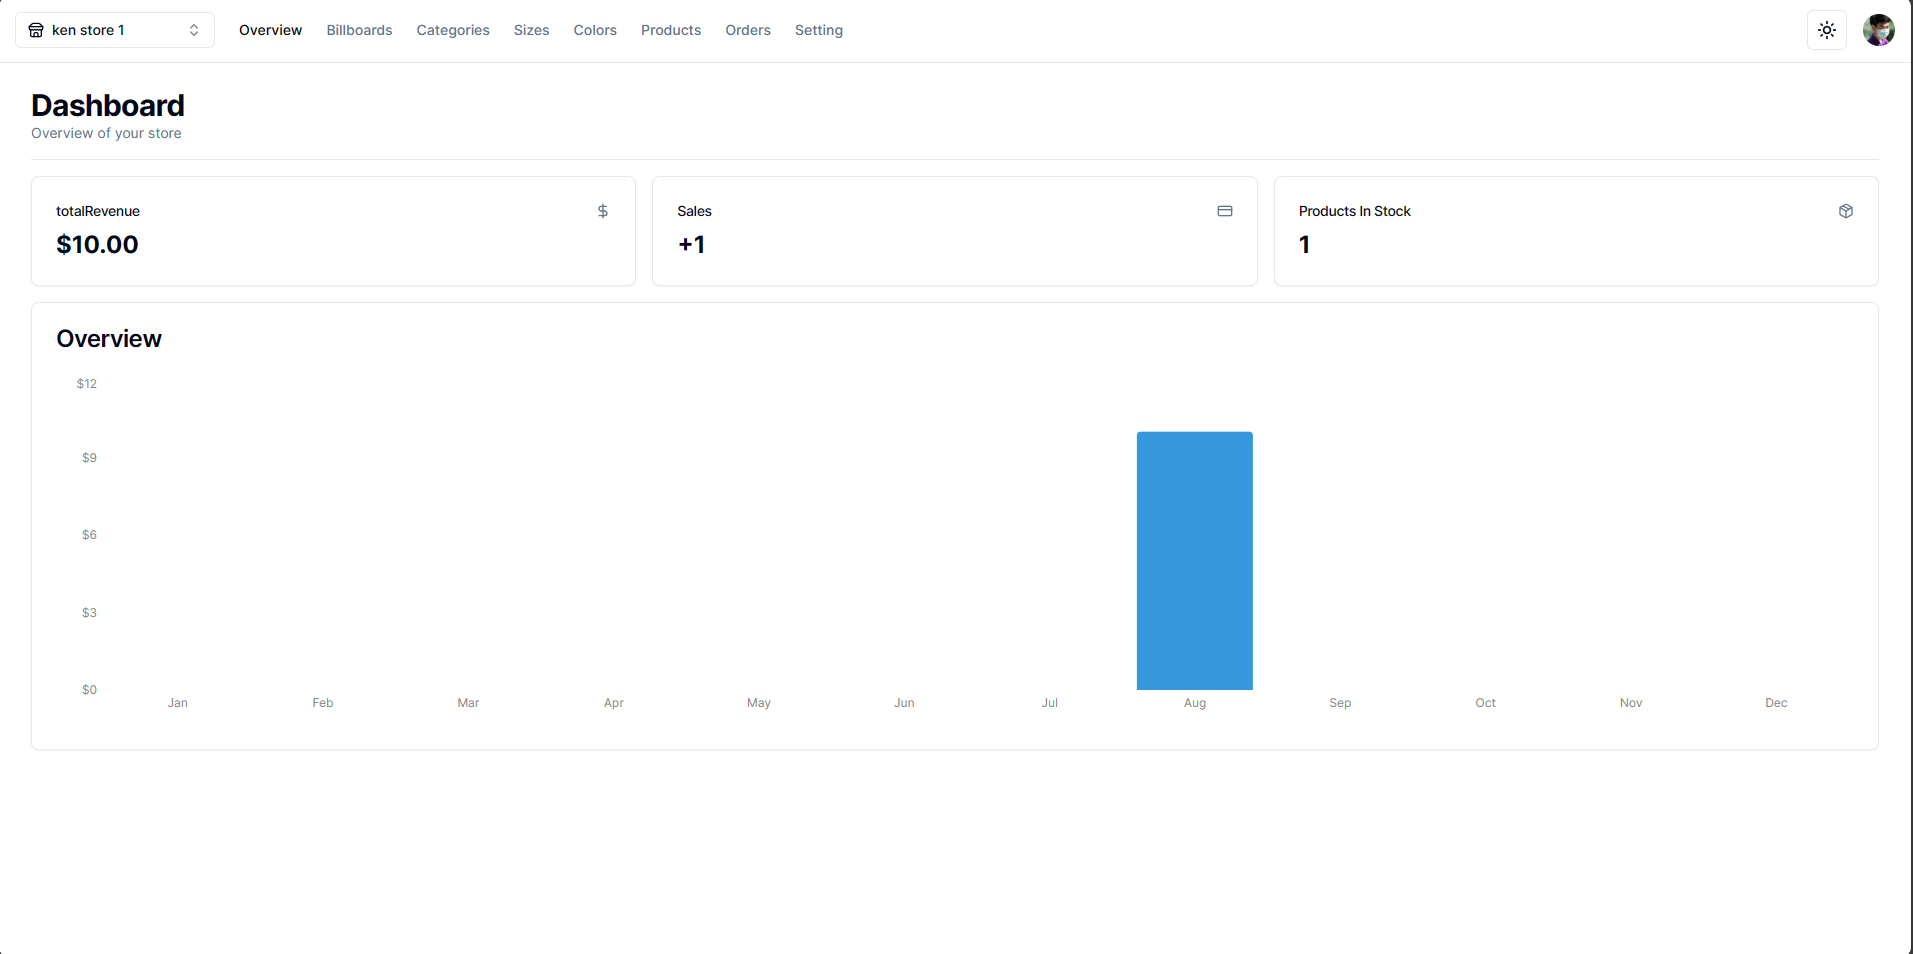 ken store 1 Overview Billboards Categories Sizes Colors Products Orders Setting
Dashboard
Overview of your store
totalRevenue
$10.00
Sales
+1
Products In Stock
1
Overview
$12
$9
$6
$3
$0
Jan Feb Mar Apr May Jun Jul Aug Sep Oct Nov Dec